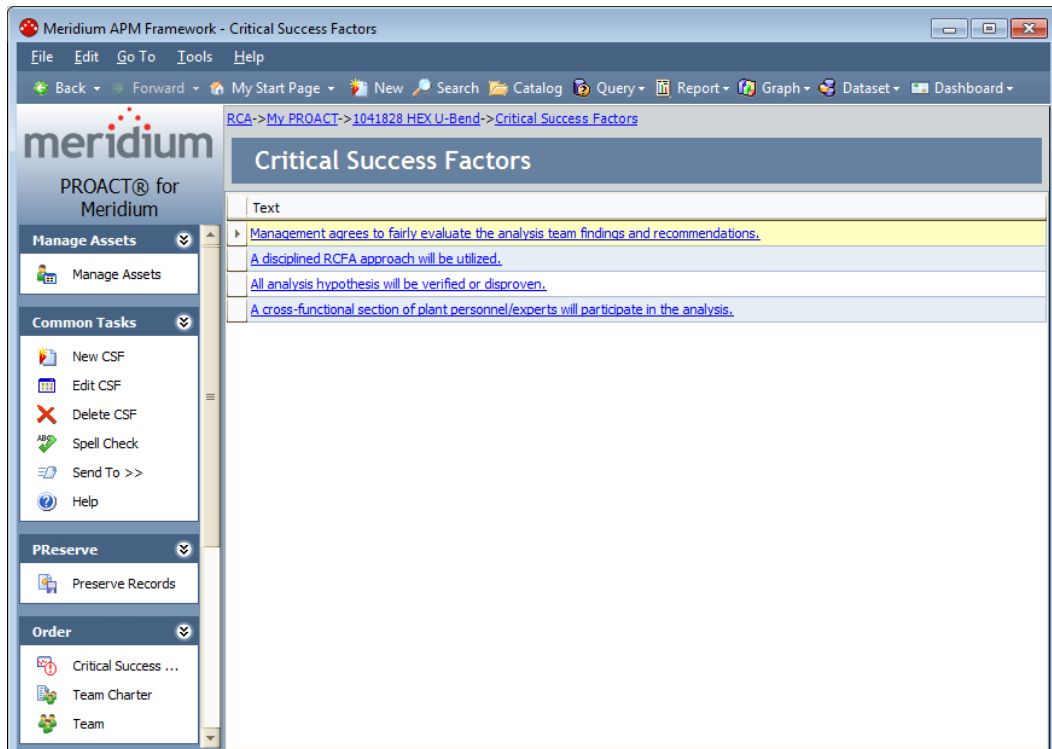 Meridium APM Framework - Critical Success Factors
File Edit Go To Tools Help
Back Forward My Start Page New Search Catalog Query Report Graph Dataset Dashboard
meridium
PROACT® for
Meridium
RCA->My PROACT->1041828 HEX U-Bend->Critical Success Factors
Critical Success Factors
Text
Management agrees to fairly evaluate the analysis team findings and recommendations.
A disciplined RCFA approach will be utilized.
All analysis hypothesis will be verified or disproven.
A cross-functional section of plant personnel/experts will participate in the analysis.
Manage Assets
Manage Assets
Common Tasks
New CSF
Edit CSF
Delete CSF
ABC
Spell Check
Send To >>
Help
PReserve
Preserve Records
Order
Critical Success ...
Team Charter
Team